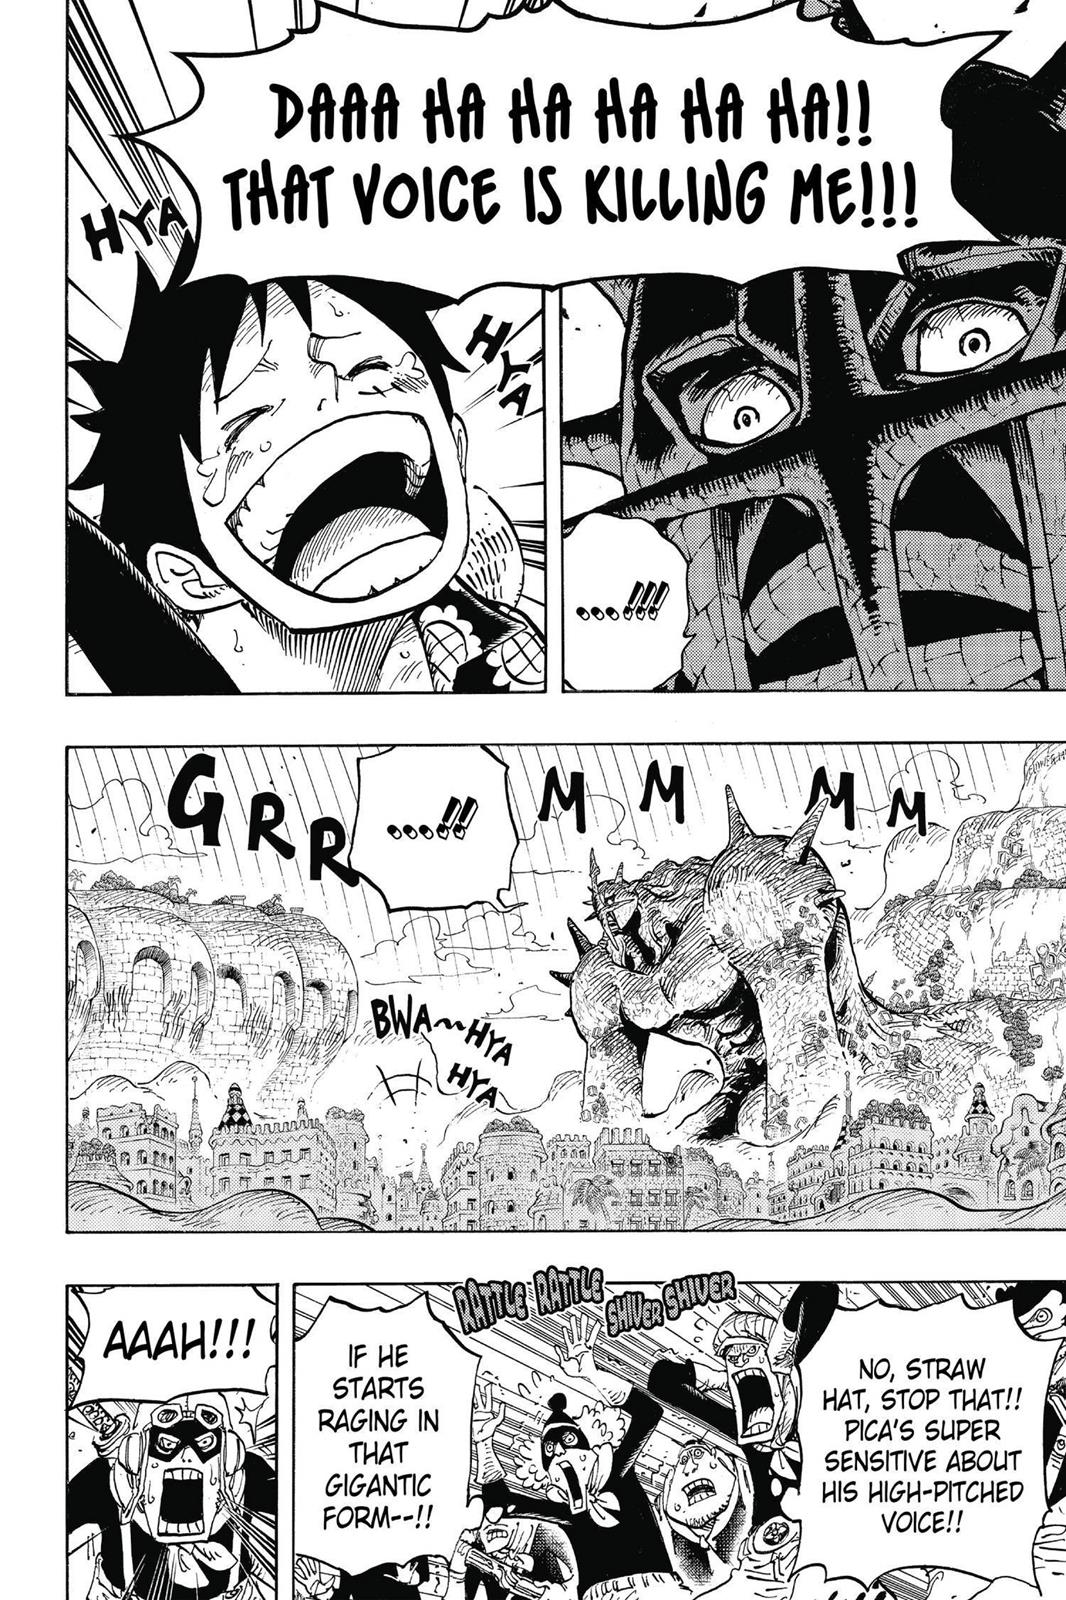 DAAA HA HA HA HA HA!!
THAT VOICE IS KILLING ME!!!
HYA
HYA
.....!!!!
GRRR
....!!
MMMM
BWA~~HYA
HYA
NO, STRAW
HAT, STOP THAT!!
PICA'S SUPER
SENSITIVE ABOUT
HIS HIGH-PITCHED
VOICE!!
RATTLE RATTLE
SHIVER SHIVER
IF HE
STARTS
RAGING IN
THAT
GIGANTIC
FORM--!!
AAAH!!!